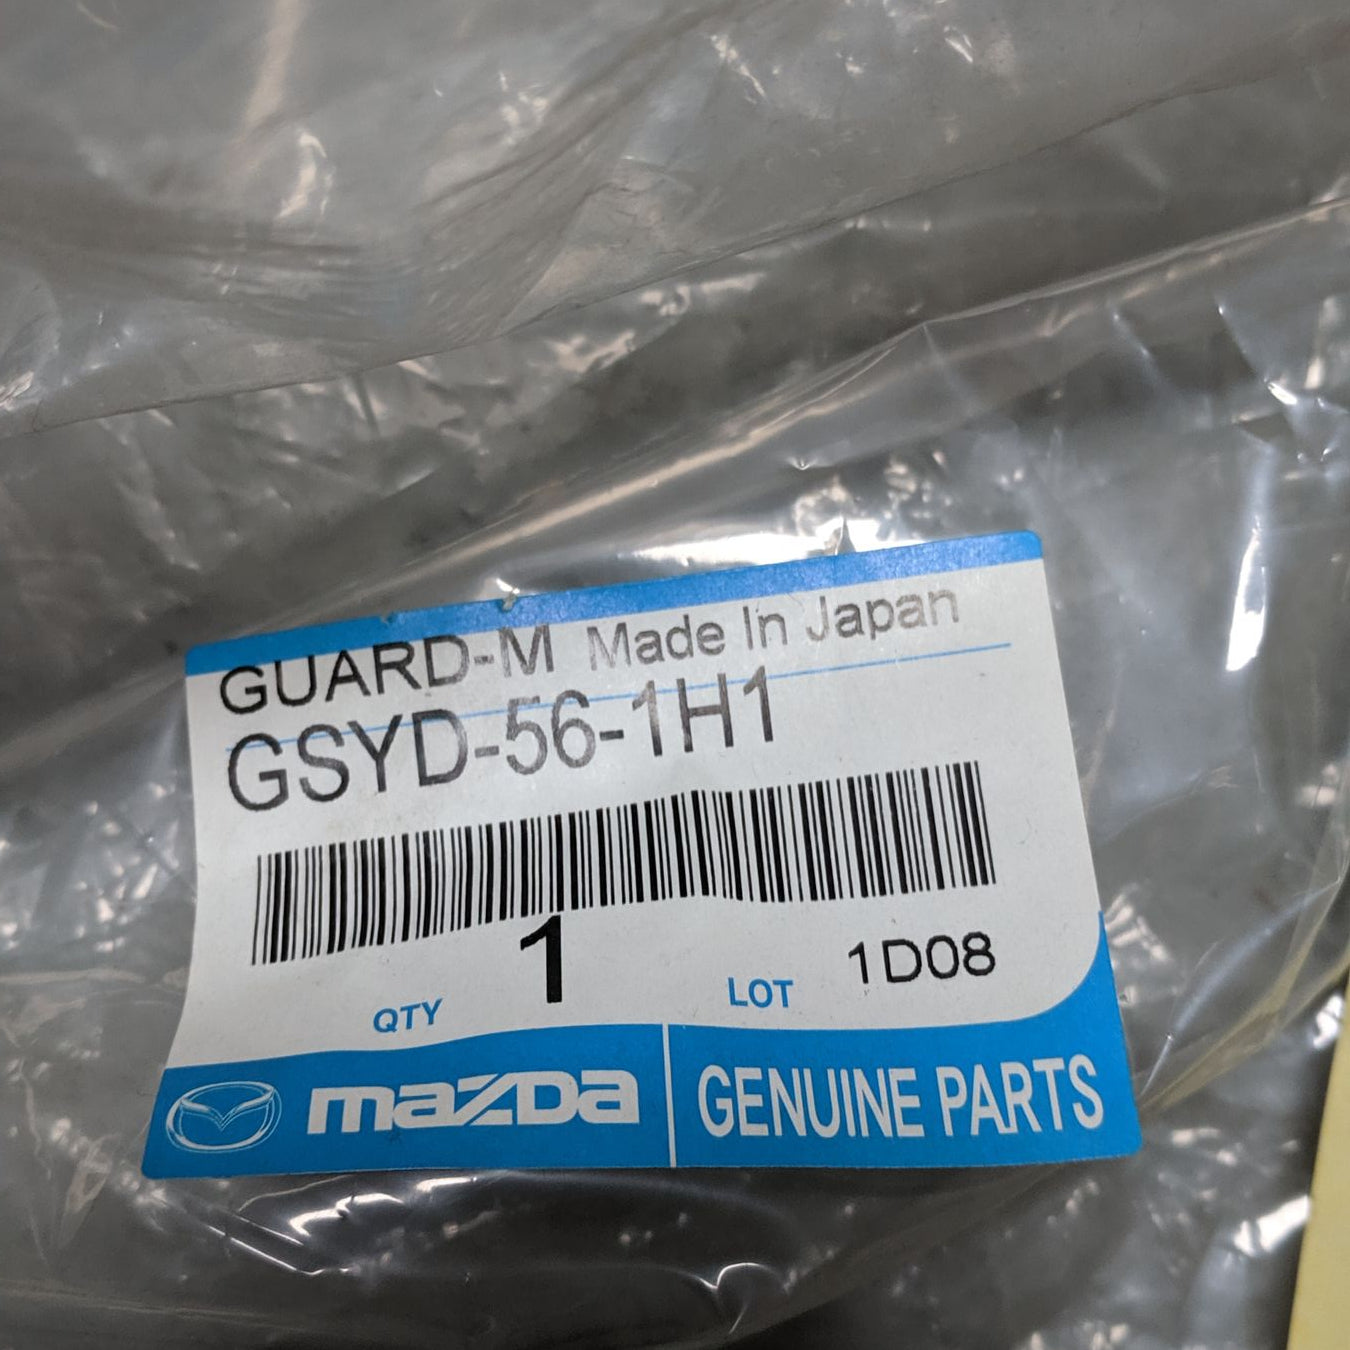 GUARD-M Made In Japan
GSYD-56-1H1
QTY 1 LOT 1D08
mazda GENUINE PARTS